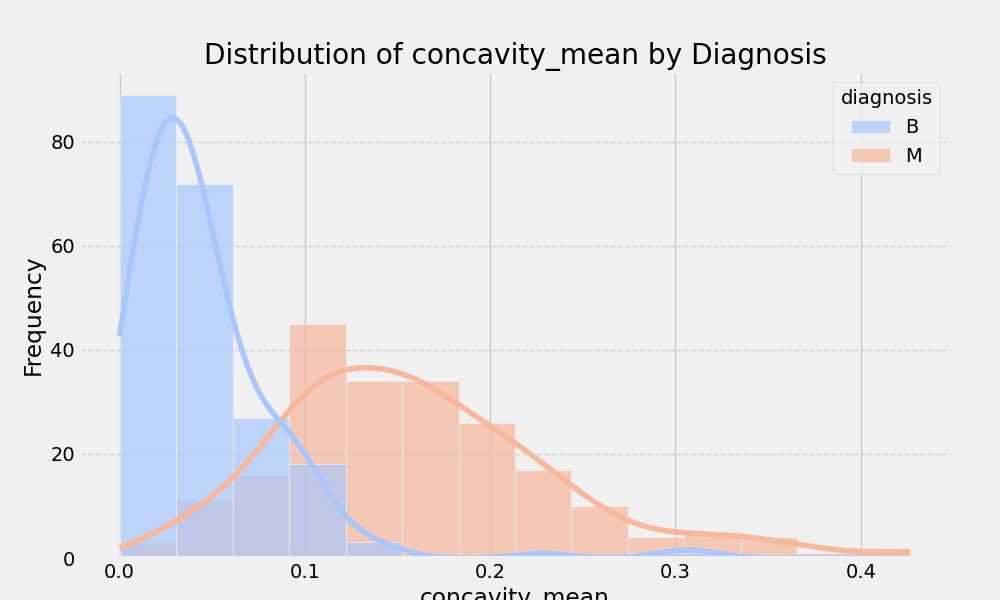 Distribution of concavity_mean by Diagnosis
diagnosis
B
M
Frequency
80
60
40
20
0
0.0 0.1 0.2 0.3 0.4
concavity_mean